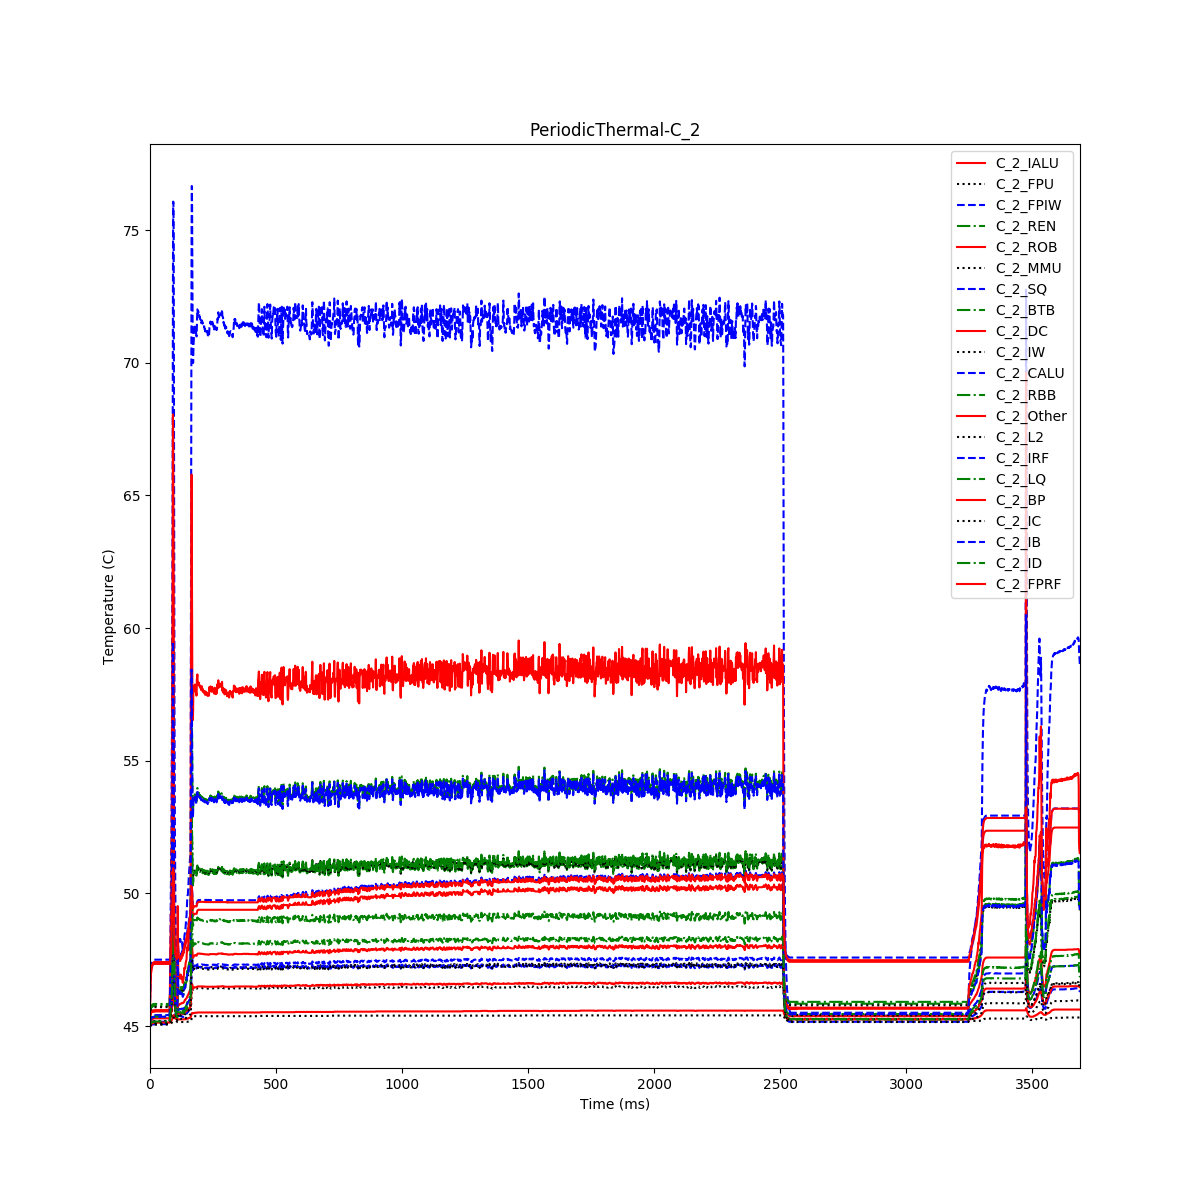 PeriodicThermal-C_2
C_2_IALU
C_2_FPU
C_2_FPIW
C_2_REN
C_2_ROB
C_2_MMU
C_2_SQ
C_2_BTB
C_2_DC
C_2_IW
C_2_CALU
C_2_RBB
C_2_Other
C_2_L2
C_2_IRF
C_2_LQ
C_2_BP
C_2_IC
C_2_IB
C_2_ID
C_2_FPRF
75
70
65
60
55
50
45
Temperature (C)
0 500 1000 1500 2000 2500 3000 3500
Time (ms)